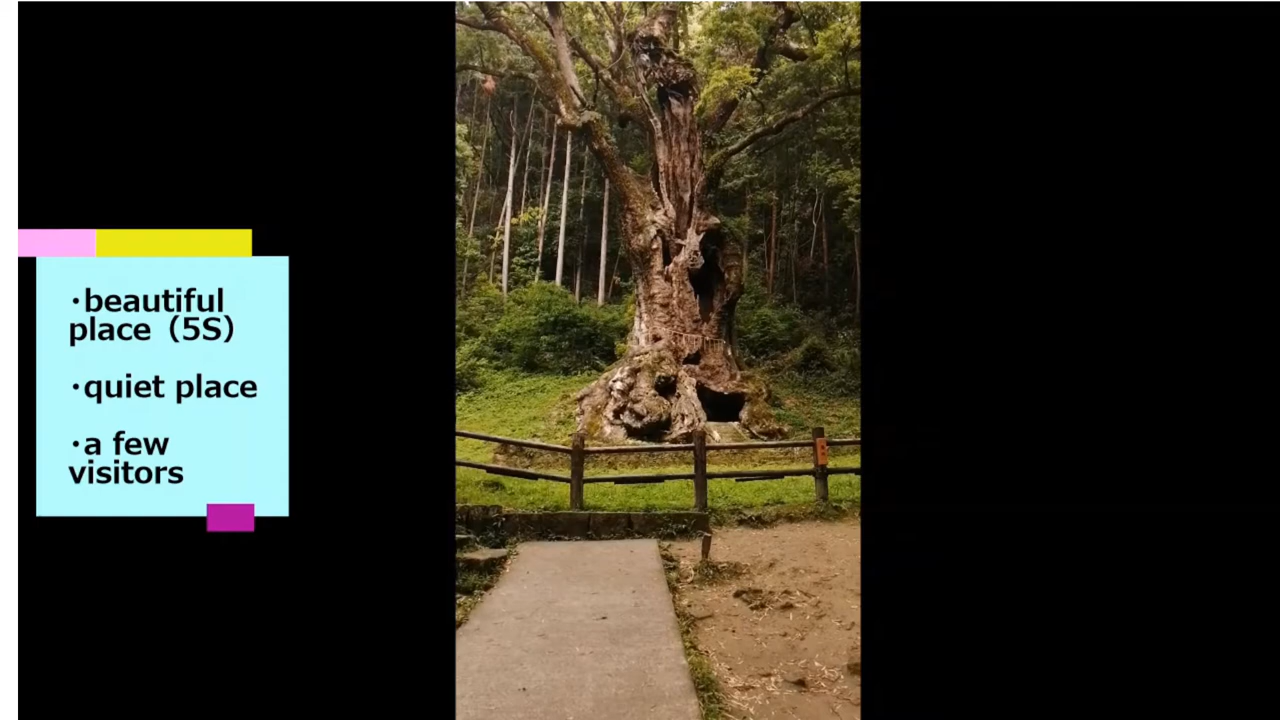 ・beautiful
place（5S）
・quiet place
・a few
visitors